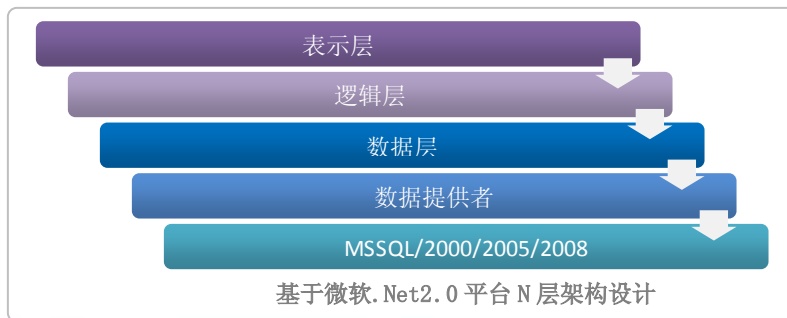 表示层
逻辑层
数据层
数据提供者
MSSQL/2000/2005/2008
基于微软.Net2.0 平台 N 层架构设计